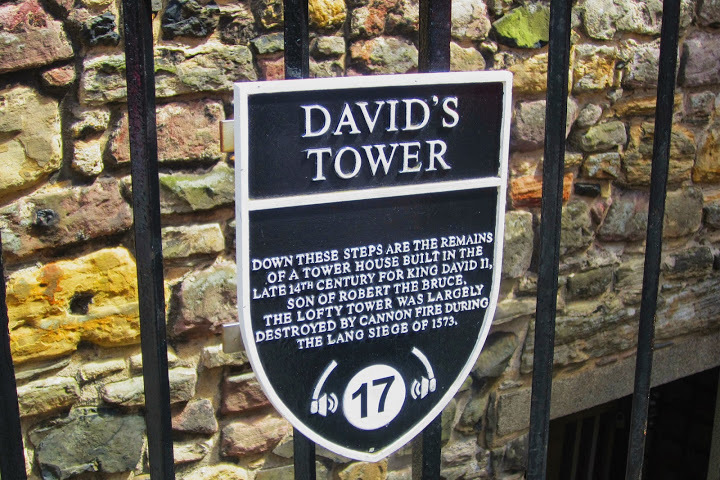 DAVID'S
TOWER
DOWN THESE STEPS ARE THE REMAINS
OF A TOWER HOUSE BUILT IN THE
LATE 14TH CENTURY FOR KING DAVID II,
SON OF ROBERT THE BRUCE.
THE LOFTY TOWER WAS LARGELY
DESTROYED BY CANNON FIRE DURING
THE LANG SIEGE OF 1573.
17